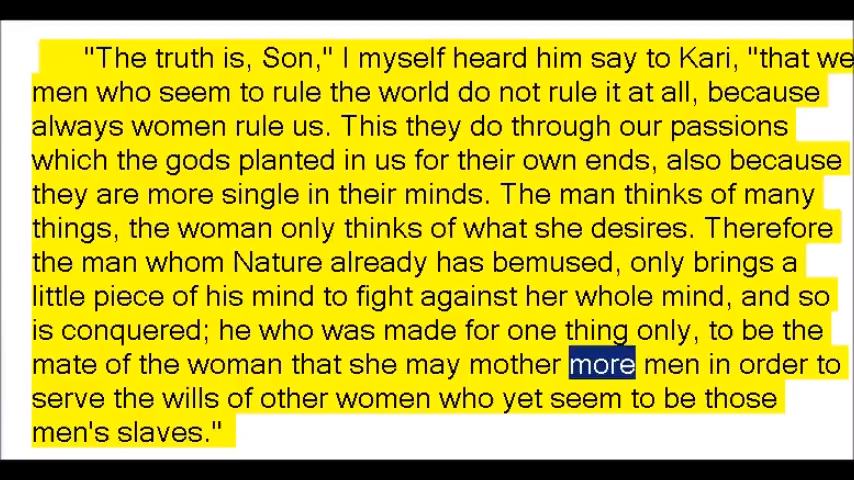 "The truth is, Son," I myself heard him say to Kari, "that we
men who seem to rule the world do not rule it at all, because
always women rule us. This they do through our passions
which the gods planted in us for their own ends, also because
they are more single in their minds. The man thinks of many
things, the woman only thinks of what she desires. Therefore
the man whom Nature already has bemused, only brings a
little piece of his mind to fight against her whole mind, and so
is conquered; he who was made for one thing only, to be the
mate of the woman that she may mother more men in order to
serve the wills of other women who yet seem to be those
men's slaves."